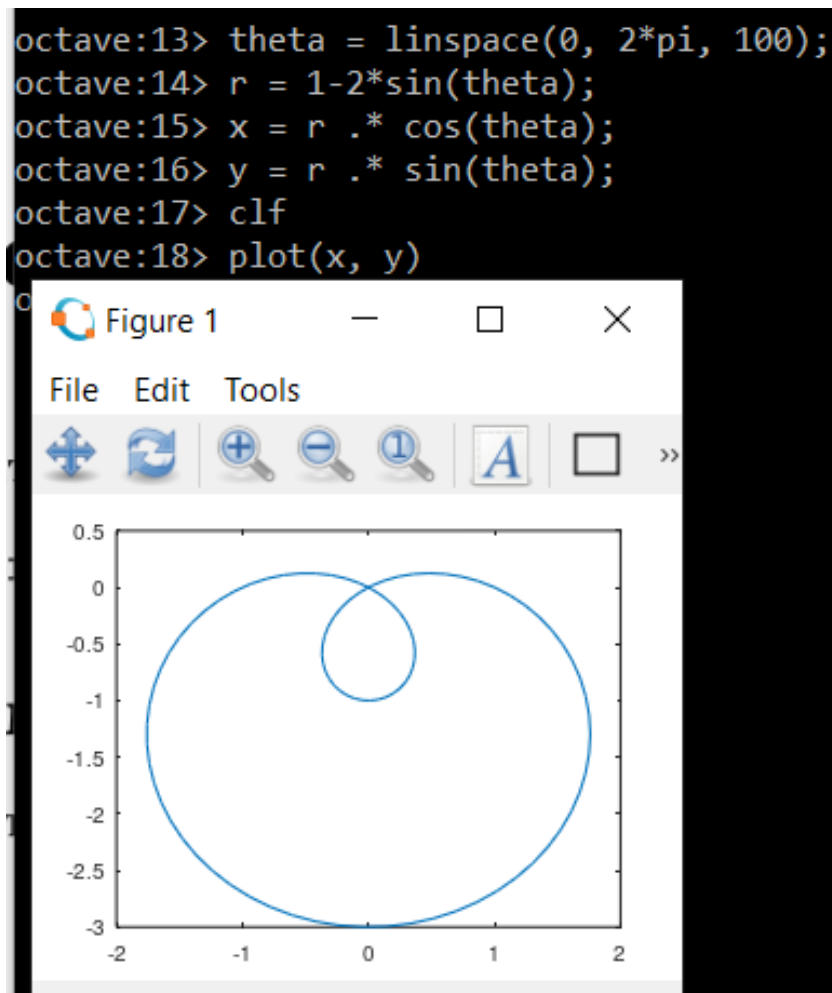 octave:13> theta = linspace(0, 2*pi, 100);
octave:14> r = 1-2*sin(theta);
octave:15> x = r .* cos(theta);
octave:16> y = r .* sin(theta);
octave:17> clf
octave:18> plot(x, y)
Figure 1
File Edit Tools
1 A »
0.5
0
-0.5
-1
-1.5
-2
-2.5
-3
-2 -1 0 1 2